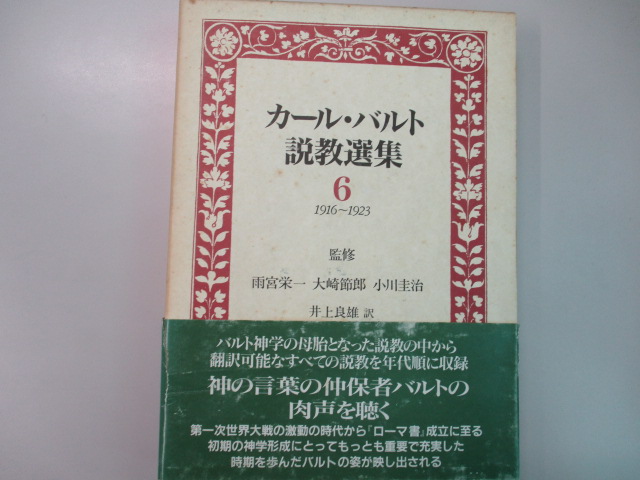 カール・バルト
説教選集
6
1916〜1923
監修
雨宮栄一 大崎節郎 小川圭治
井上良雄 訳
バルト神学の母胎となった説教の中から
翻訳可能なすべての説教を年代順に収録
神の言葉の仲保者バルトの
肉声を聴く
第一次世界大戦の激動の時代から『ローマ書』成立に至る
初期の神学形成にとってもっとも重要で充実した
時期を歩んだバルトの姿が映し出される